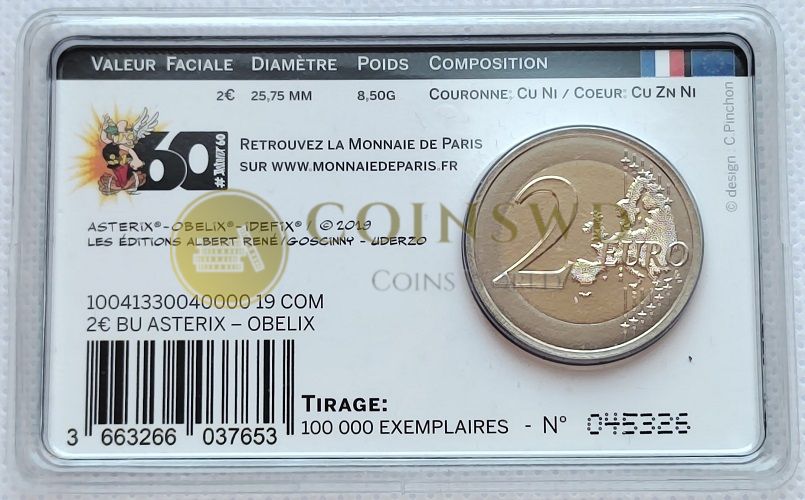 VALEUR FACIALE DIAMÈTRE POIDS COMPOSITION
2€ 25,75 MM 8,50G COURONNE: CU NI / COEUR: CU ZN NI
60
# Astérix 60
RETROUVEZ LA MONNAIE DE PARIS
SUR WWW.MONNAIEDEPARIS.FR
© design : C.Pinchon
COINSWD
COINS
2 EURO
ASTERIX®-OBELIX®-IDEFIX® / © 2019
LES ÉDITIONS ALBERT RENÉ/GOSCINNY - UDERZO
10041330040000 19 COM
2€ BU ASTERIX – OBELIX
TIRAGE:
100 000 EXEMPLAIRES - N° 045326
3 663266 037653